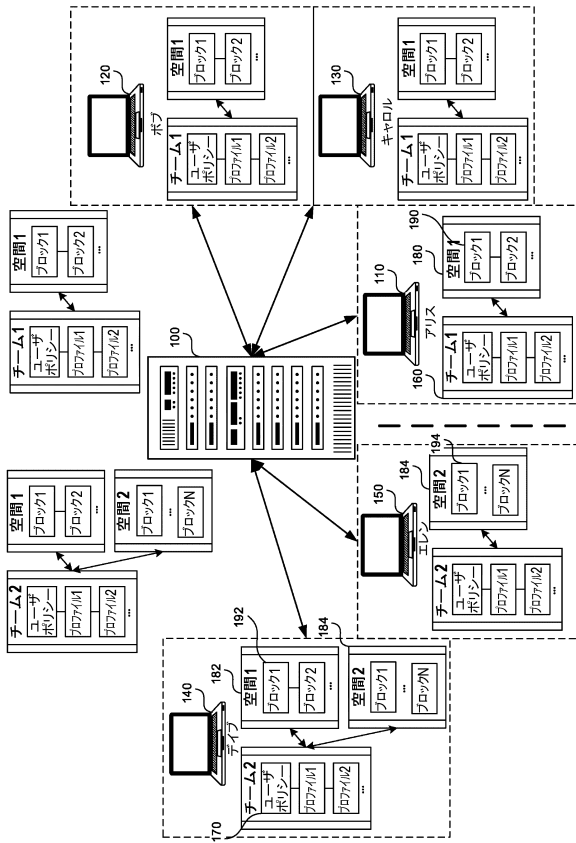 チーム2
ユーザ
ポリシー
プロファイル1
プロファイル2
...
空間1
ブロック1
ブロック2
...
空間2
ブロック1
...
ブロックN
チーム1
ユーザ
ポリシー
プロファイル1
プロファイル2
...
空間1
ブロック1
ブロック2
...
100
140
デイブ
170
チーム2
ユーザ
ポリシー
プロファイル1
プロファイル2
...
182
192
空間1
ブロック1
ブロック2
...
184
空間2
ブロック1
...
ブロックN
150
エレン
チーム2
ユーザ
ポリシー
プロファイル1
プロファイル2
...
184
194
空間2
ブロック1
...
ブロックN
110
アリス
160
チーム1
ユーザ
ポリシー
プロファイル1
プロファイル2
...
180
190
空間1
ブロック1
ブロック2
...
120
ボブ
チーム1
ユーザ
ポリシー
プロファイル1
プロファイル2
...
空間1
ブロック1
ブロック2
...
130
キャロル
チーム1
ユーザ
ポリシー
プロファイル1
プロファイル2
...
空間1
ブロック1
ブロック2
...